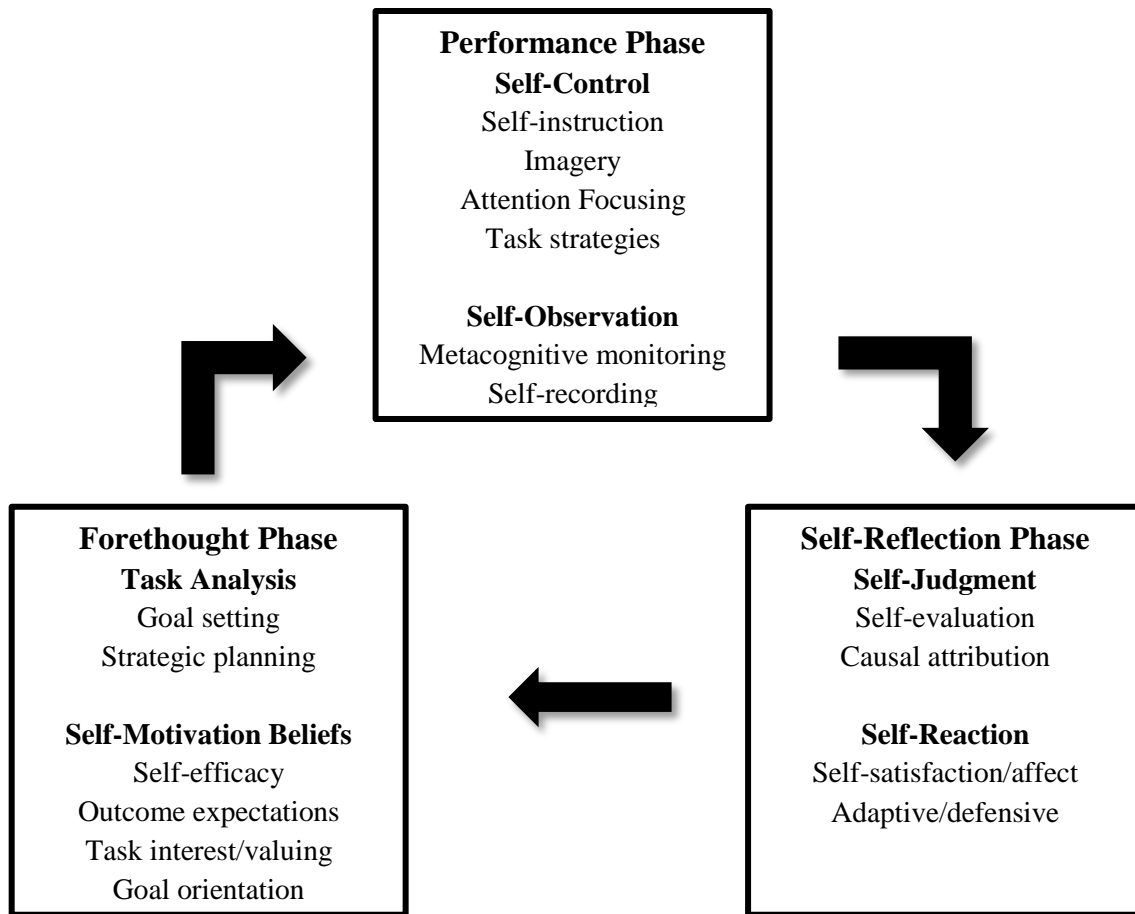 Performance Phase
Self-Control
Self-instruction
Imagery
Attention Focusing
Task strategies
Self-Observation
Metacognitive monitoring
Self-recording
Forethought Phase
Task Analysis
Goal setting
Strategic planning
Self-Motivation Beliefs
Self-efficacy
Outcome expectations
Task interest/valuing
Goal orientation
Self-Reflection Phase
Self-Judgment
Self-evaluation
Causal attribution
Self-Reaction
Self-satisfaction/affect
Adaptive/defensive